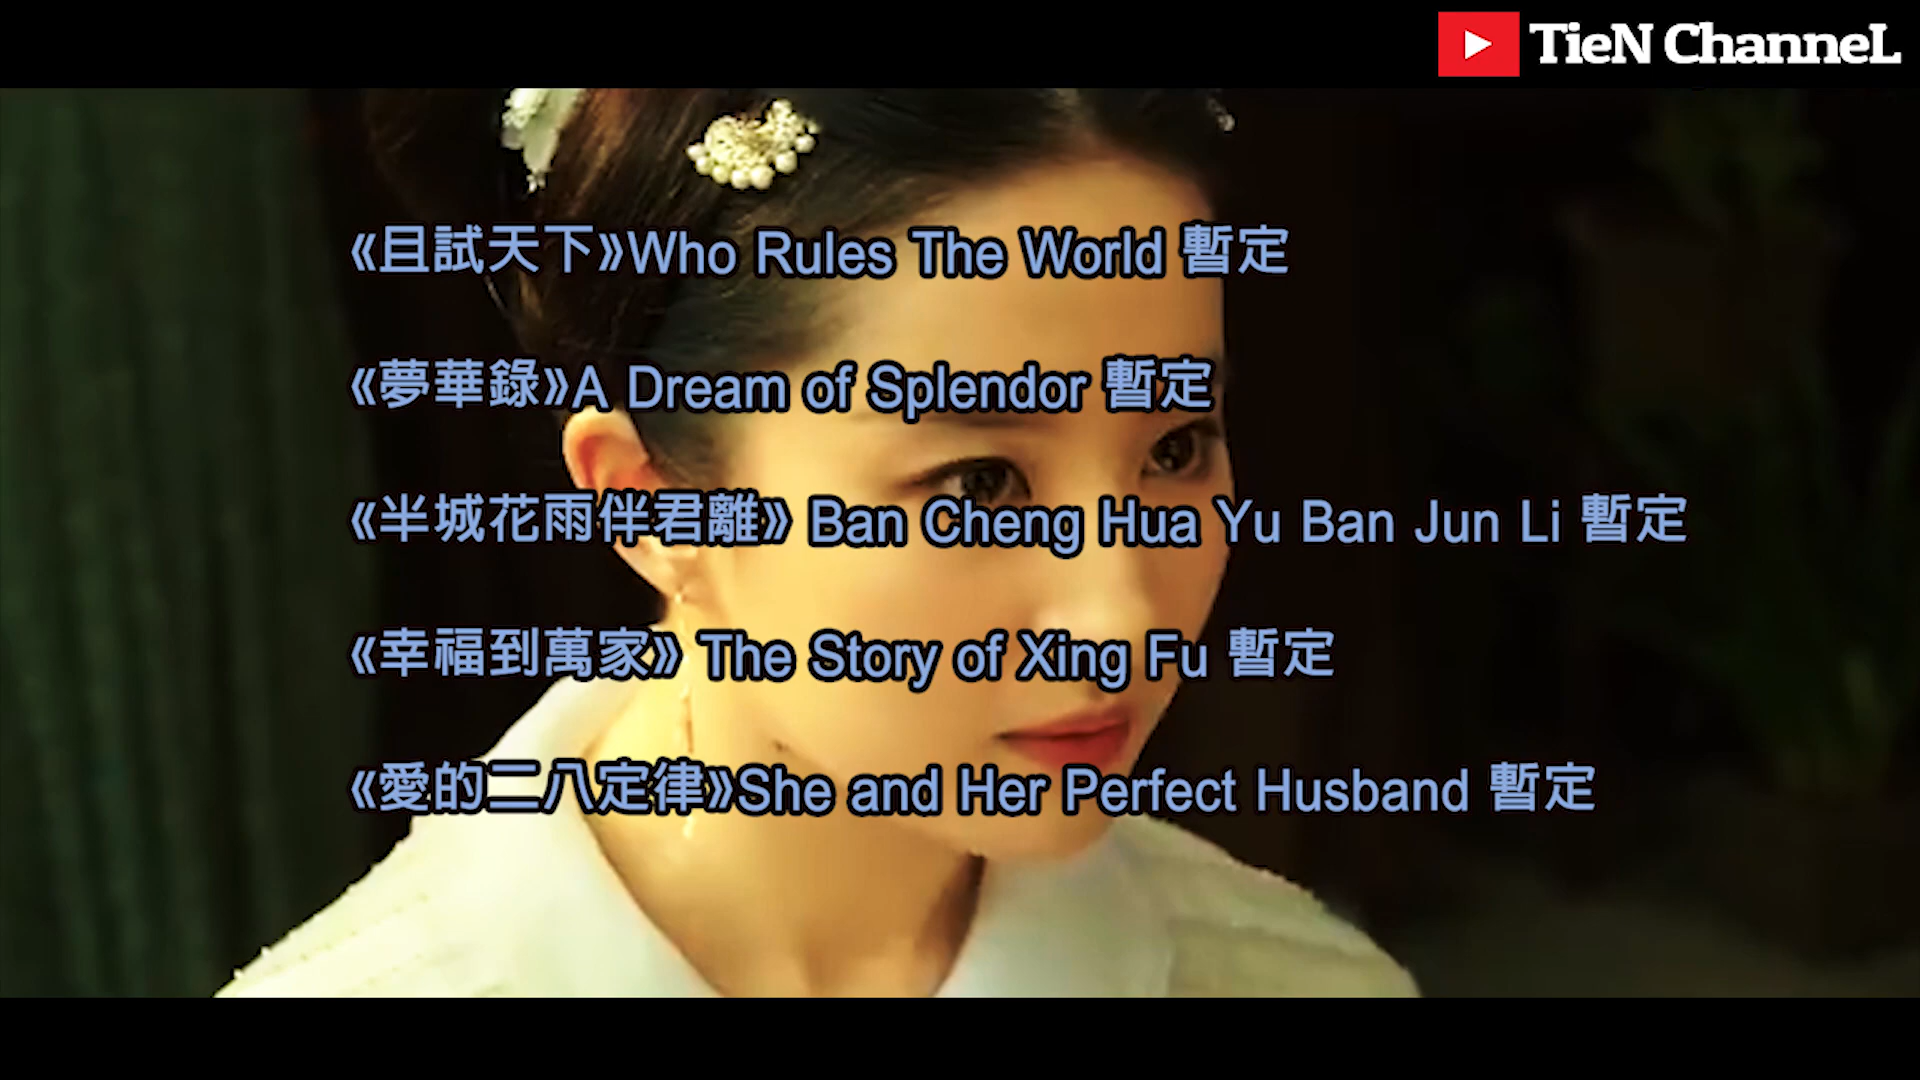 TieN ChanneL
《且試天下》Who Rules The World 暫定
《夢華錄》A Dream of Splendor 暫定
《半城花雨伴君離》 Ban Cheng Hua Yu Ban Jun Li 暫定
《幸福到萬家》 The Story of Xing Fu 暫定
《愛的二八定律》She and Her Perfect Husband 暫定